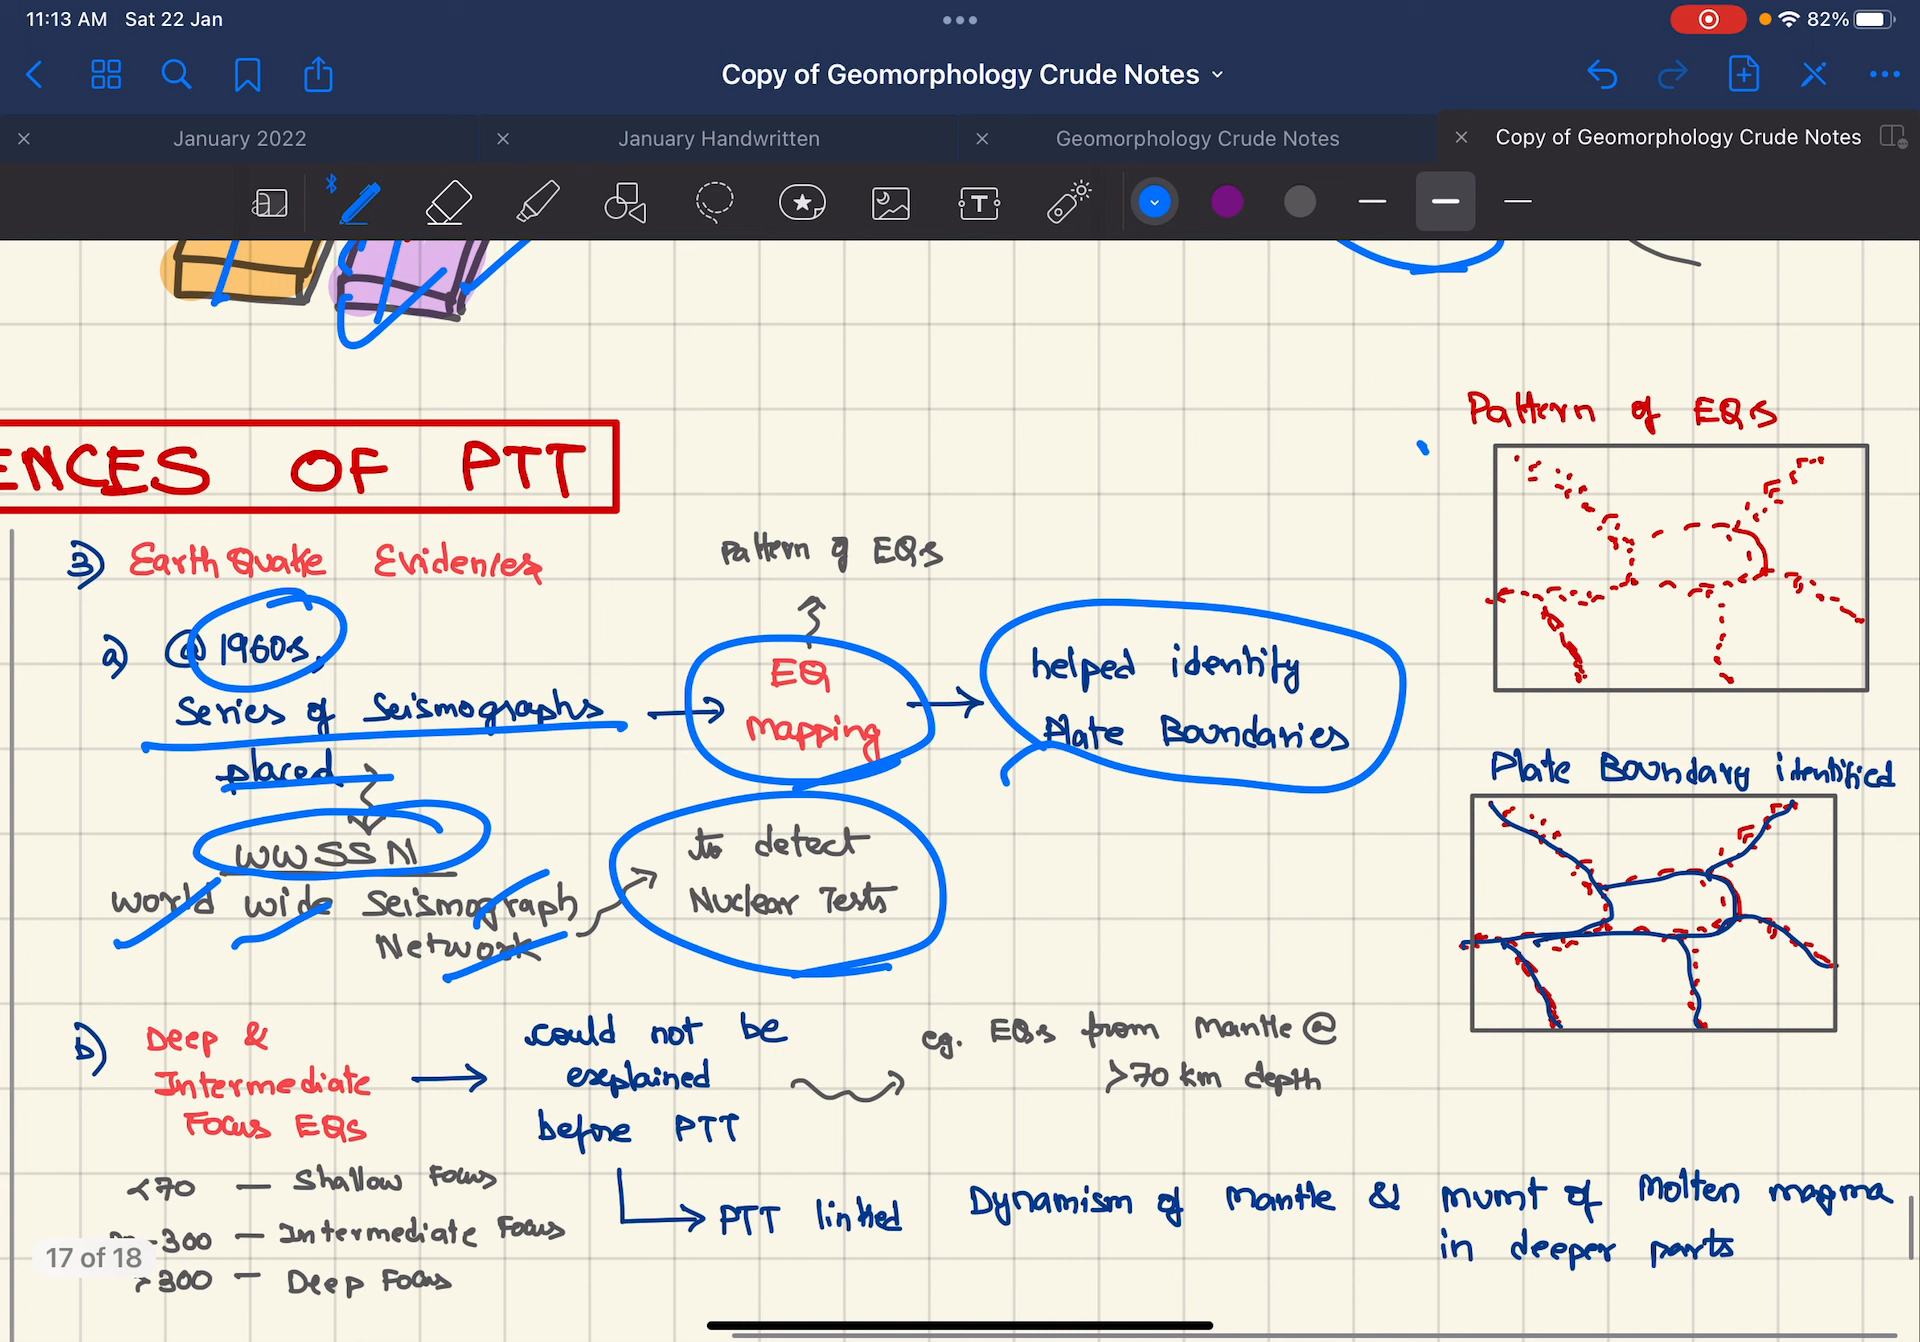 11:13 AM Sat 22 Jan
82%
Copy of Geomorphology Crude Notes
January 2022
January Handwritten
Geomorphology Crude Notes
Copy of Geomorphology Crude Notes
T
ENCES OF PTT
3) EarthQuake Evidences
a) @ 1960s,
Series of Seismographs
placed
WWSSN
World wide Seismograph
Network
Pattern of EQs
EQ
Mapping
helped identify
Plate Boundaries
to detect
Nuclear Tests
Pattern of EQs
Plate Boundary identified
b) Deep &
Intermediate
Focus EQs
could not be
explained
before PTT
eg. EQs from Mantle @
>70 km depth
<70 — Shallow Focus
-300 — Intermediate Focus
>300 — Deep Focus
PTT linked Dynamism of Mantle & mvmt of Molten magma
in deeper parts
17 of 18